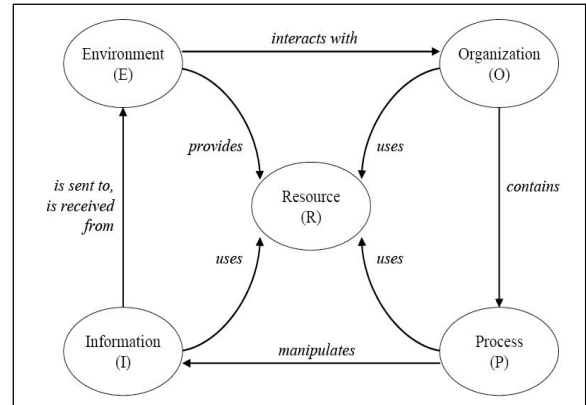 Environment
(E)
interacts with
Organization
(O)
provides
uses
is sent to,
is received
from
Resource
(R)
contains
uses
uses
Information
(I)
manipulates
Process
(P)